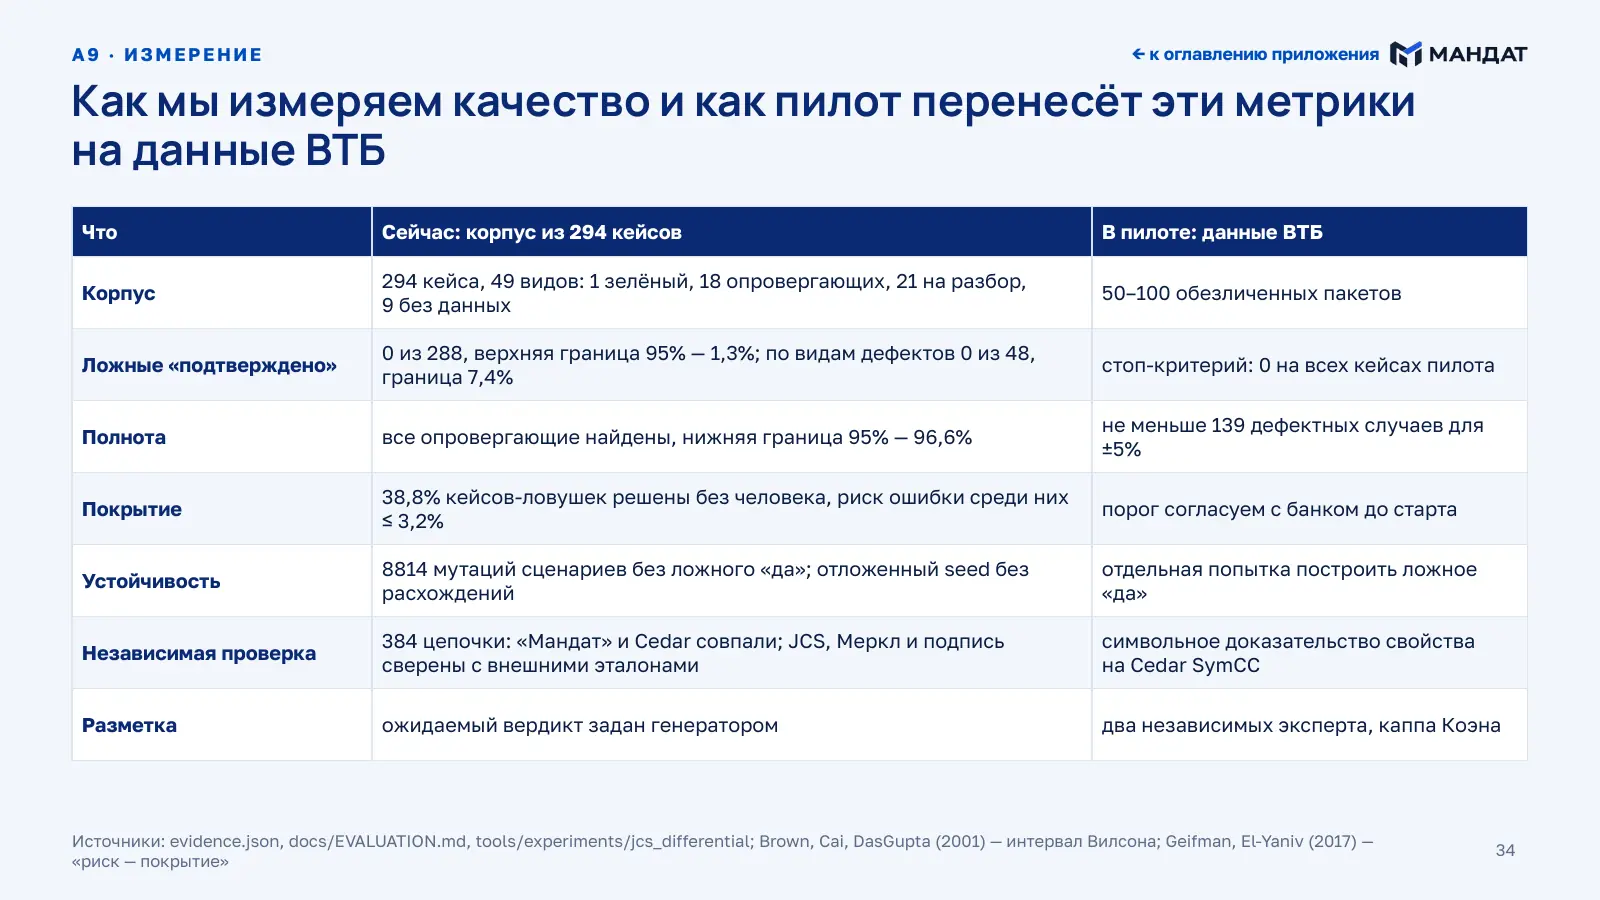 А9 · ИЗМЕРЕНИЕ
← к оглавлению приложения
МАНДАТ
Как мы измеряем качество и как пилот перенесёт эти метрики
на данные ВТБ
Что
Сейчас: корпус из 294 кейсов
В пилоте: данные ВТБ
Корпус
294 кейса, 49 видов: 1 зелёный, 18 опровергающих, 21 на разбор,
9 без данных
50–100 обезличенных пакетов
Ложные «подтверждено»
0 из 288, верхняя граница 95% — 1,3%; по видам дефектов 0 из 48,
граница 7,4%
стоп-критерий: 0 на всех кейсах пилота
Полнота
все опровергающие найдены, нижняя граница 95% — 96,6%
не меньше 139 дефектных случаев для
±5%
Покрытие
38,8% кейсов-ловушек решены без человека, риск ошибки среди них
≤ 3,2%
порог согласуем с банком до старта
Устойчивость
8814 мутаций сценариев без ложного «да»; отложенный seed без
расхождений
отдельная попытка построить ложное
«да»
Независимая проверка
384 цепочки: «Мандат» и Cedar совпали; JCS, Меркл и подпись
сверены с внешними эталонами
символьное доказательство свойства
на Cedar SymCC
Разметка
ожидаемый вердикт задан генератором
два независимых эксперта, каппа Коэна
Источники: evidence.json, docs/EVALUATION.md, tools/experiments/jcs_differential; Brown, Cai, DasGupta (2001) — интервал Вилсона; Geifman, El-Yaniv (2017) —
«риск — покрытие»
34